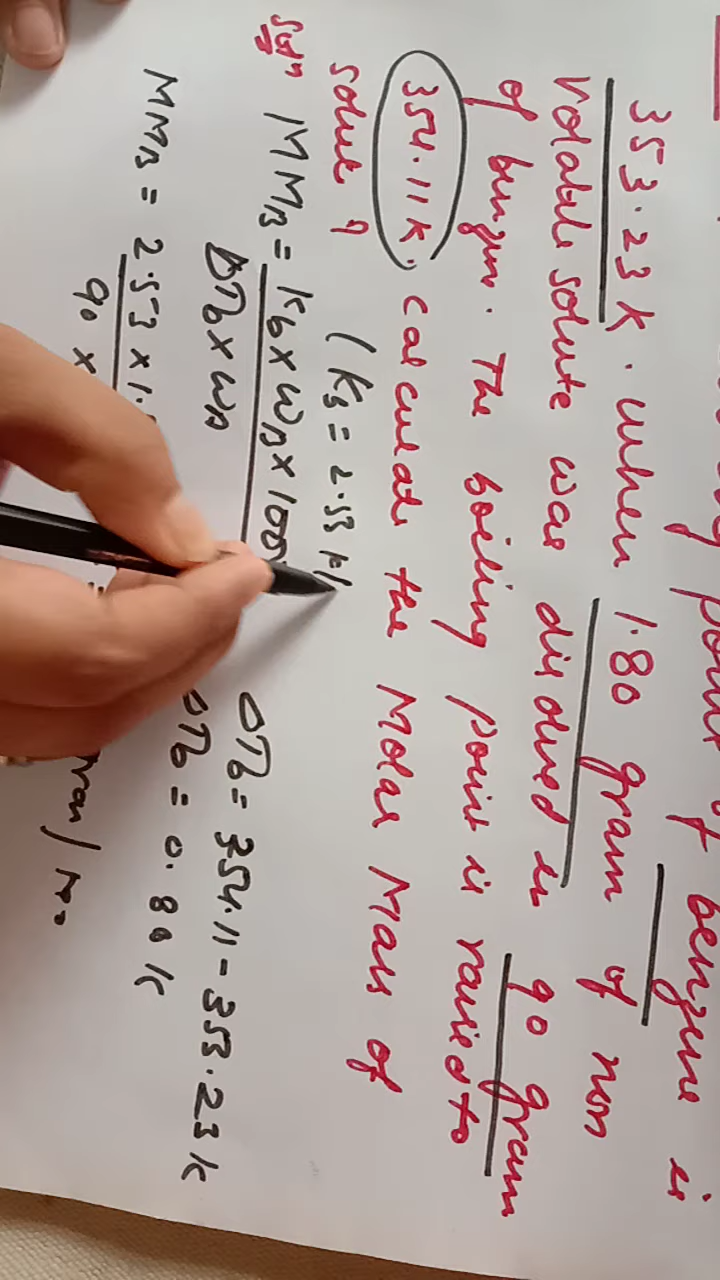 point of benzene is
353.23 K. when 1.80 gram of non
Volatile solute was disolved in 90 gram
of benzene. The boiling point is raised to
354.11 K. Calculate the Molar Mass of
solute?
(Kb = 2.53 K/
Soln MMB = Kb × WB × 1000
ΔTb × WA
ΔTb = 354.11 - 353.23 K
ΔTb = 0.88 K
MMB = 2.53 × 1.
90 ×